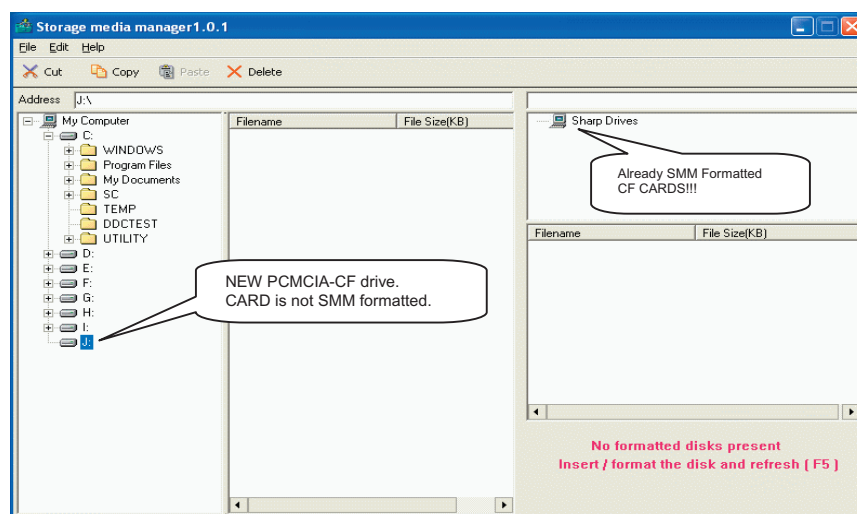 Storage media manager1.0.1
File Edit Help
Cut Copy Paste Delete
Address J:\
My Computer
C:
WINDOWS
Program Files
My Documents
SC
TEMP
DDCTEST
UTILITY
D:
E:
F:
G:
H:
I:
J:
Filename File Size(KB)
NEW PCMCIA-CF drive.
CARD is not SMM formatted.
Sharp Drives
Already SMM Formatted
CF CARDS!!!
Filename File Size(KB)
No formatted disks present
Insert / format the disk and refresh ( F5 )